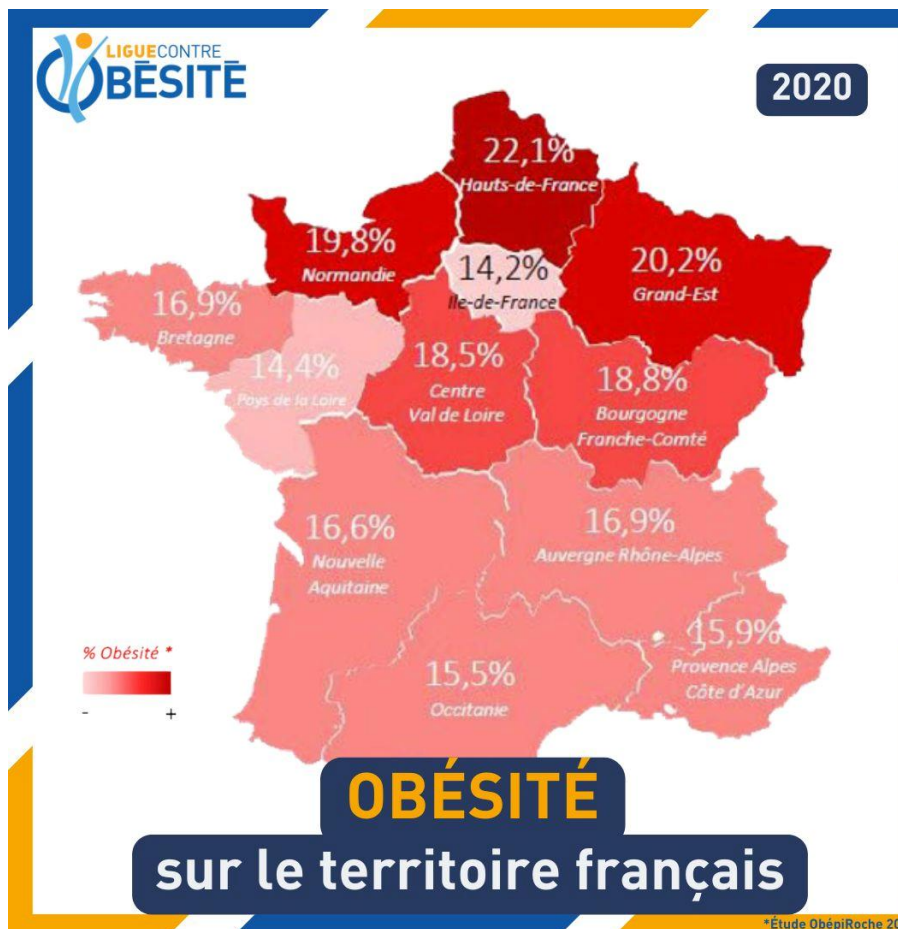 LIGUECONTRE
OBÉSITÉ
2020
22,1%
Hauts-de-France
19,8%
Normandie
14,2%
Ile-de-France
20,2%
Grand-Est
16,9%
Bretagne
14,4%
Pays de la Loire
18,5%
Centre
Val de Loire
18,8%
Bourgogne
Franche-Comté
16,6%
Nouvelle
Aquitaine
16,9%
Auvergne Rhône-Alpes
15,9%
Provence Alpes
Côte d'Azur
15,5%
Occitanie
% Obésité *
- +
OBÉSITÉ
sur le territoire français
*Étude ObépiRoche 20